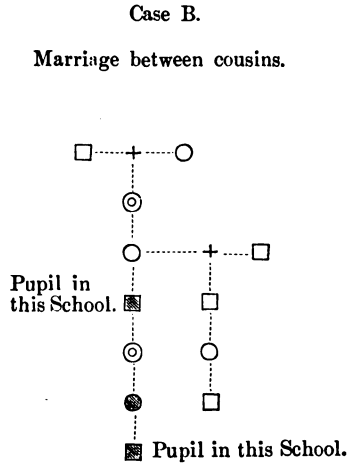 Case B.
Marriage between cousins.
Pupil in
this School.
Pupil in this School.